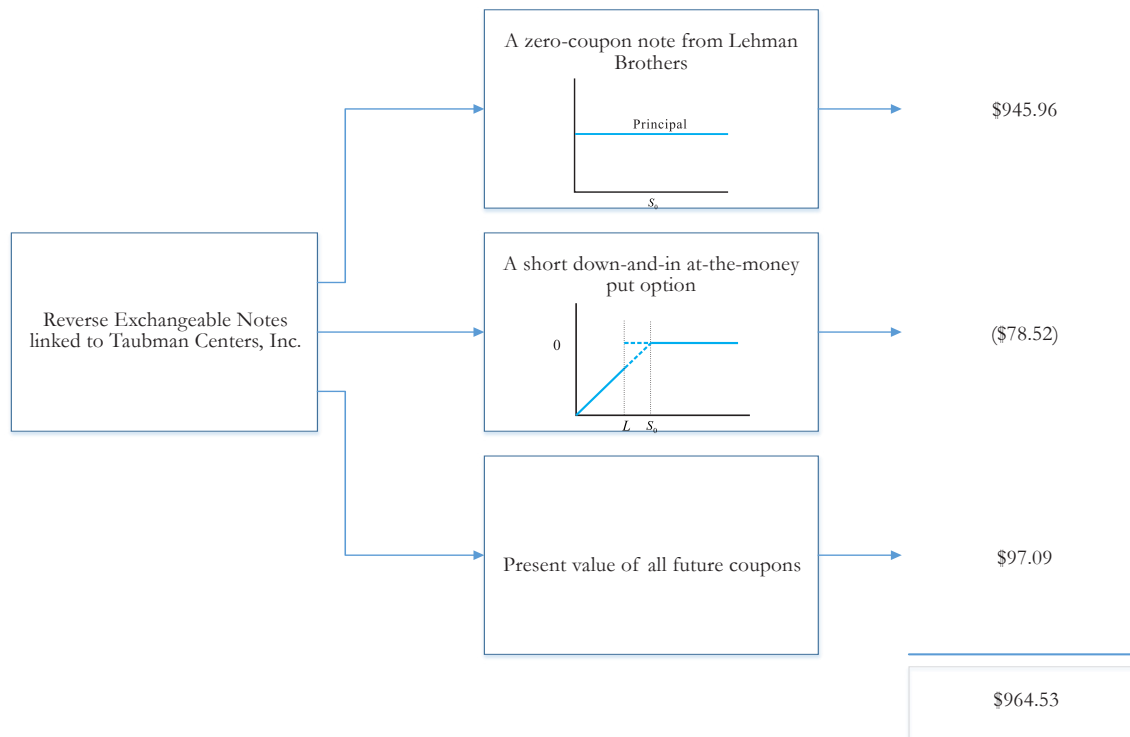 A zero-coupon note from Lehman
Brothers
Principal
S₀
$945.96
Reverse Exchangeable Notes
linked to Taubman Centers, Inc.
A short down-and-in at-the-money
put option
0
L S₀
($78.52)
Present value of all future coupons
$97.09
$964.53